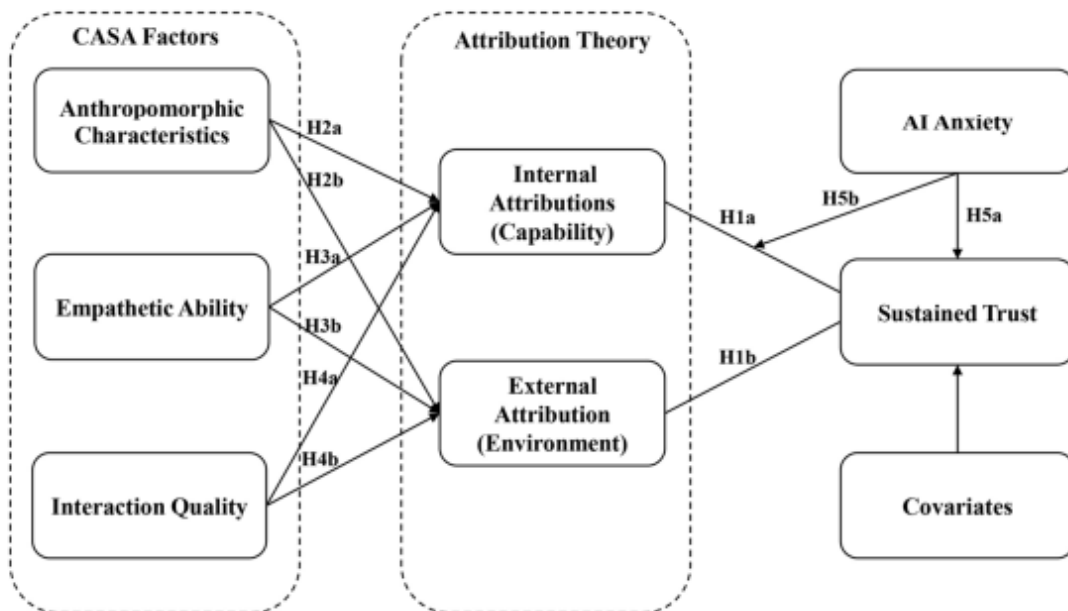 CASA Factors
Anthropomorphic
Characteristics
Empathetic Ability
Interaction Quality
H2a
H2b
H3a
H3b
H4a
H4b
Attribution Theory
Internal
Attributions
(Capability)
External
Attribution
(Environment)
H1a
H1b
H5b
H5a
AI Anxiety
Sustained Trust
Covariates